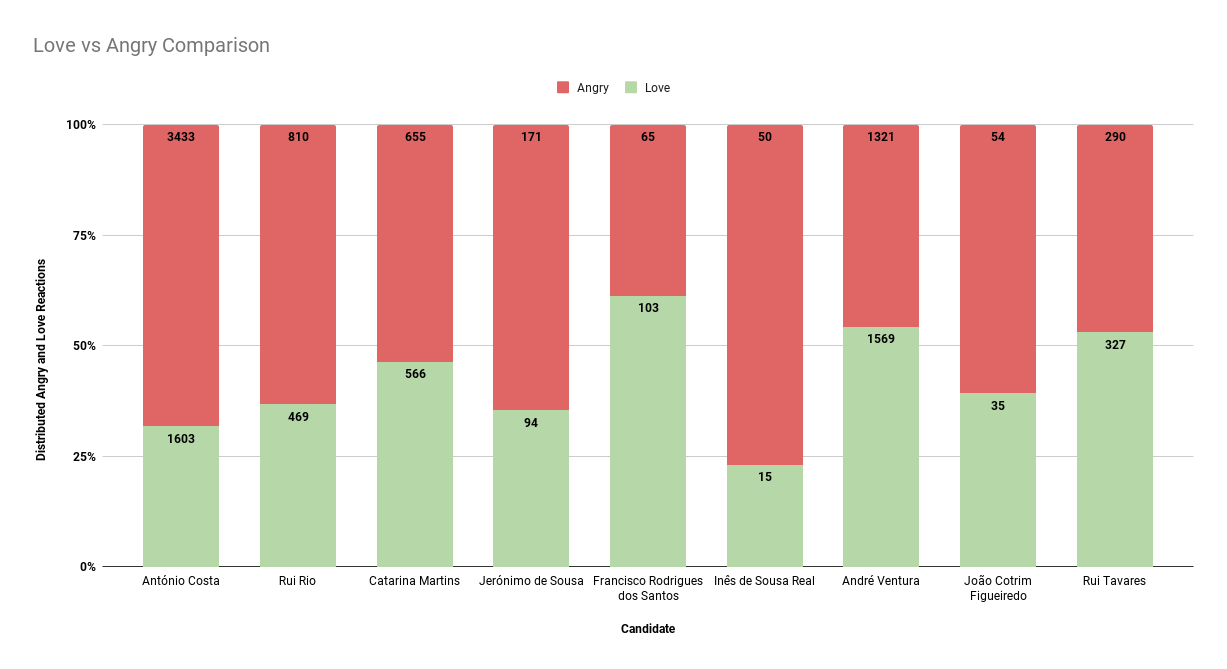 Love vs Angry Comparison
Angry Love
100%
75%
50%
25%
0%
Distributed Angry and Love Reactions
3433 810 655 171 65 50 1321 54 290
1603 469 566 94 103 15 1569 35 327
António Costa Rui Rio Catarina Martins Jerónimo de Sousa Francisco Rodrigues Inês de Sousa Real André Ventura João Cotrim Rui Tavares
dos Santos Figueiredo
Candidate